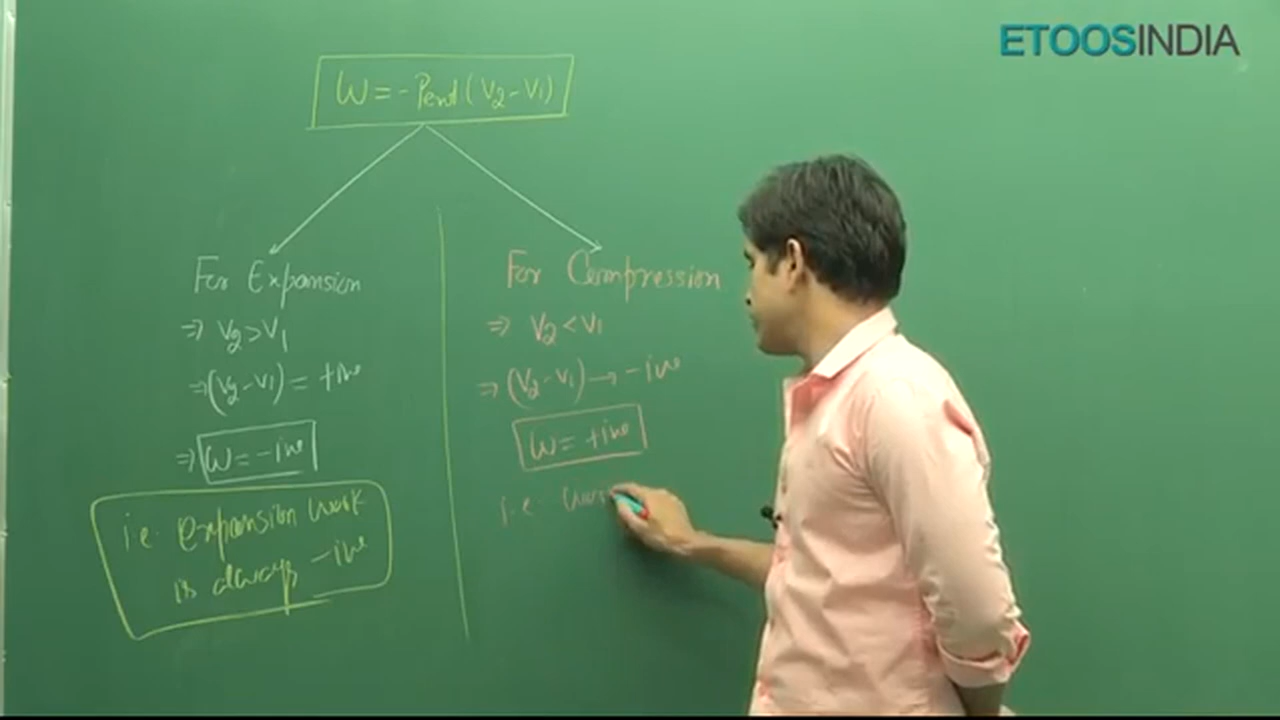 ETOOSINDIA
W = - Pext (V2 - V1)
For Expansion
⇒ V2 > V1
⇒ (V2 - V1) = +ive
⇒ W = -ive
i.e. expansion work
is always -ive
For Compression
⇒ V2 < V1
⇒ (V2 - V1) → -ive
W = +ive
i.e.